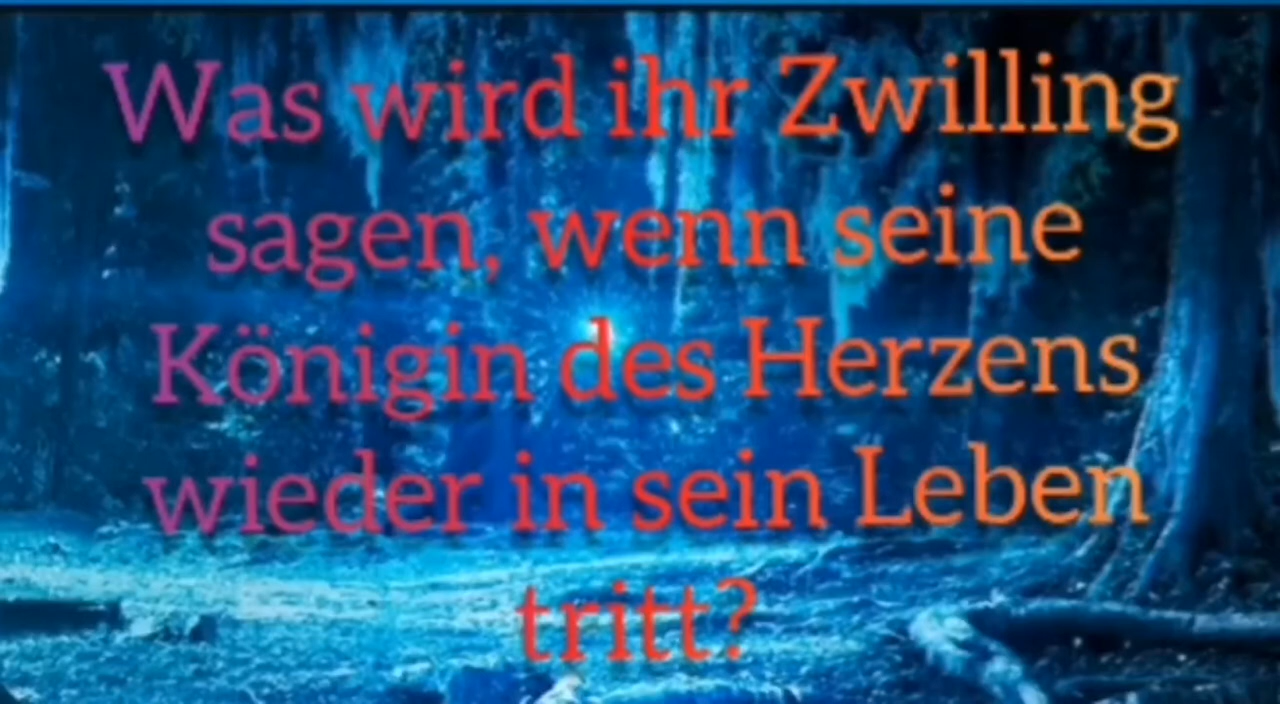 Was wird ihr Zwilling
sagen, wenn seine
Königin des Herzens
wieder in sein Leben
tritt?